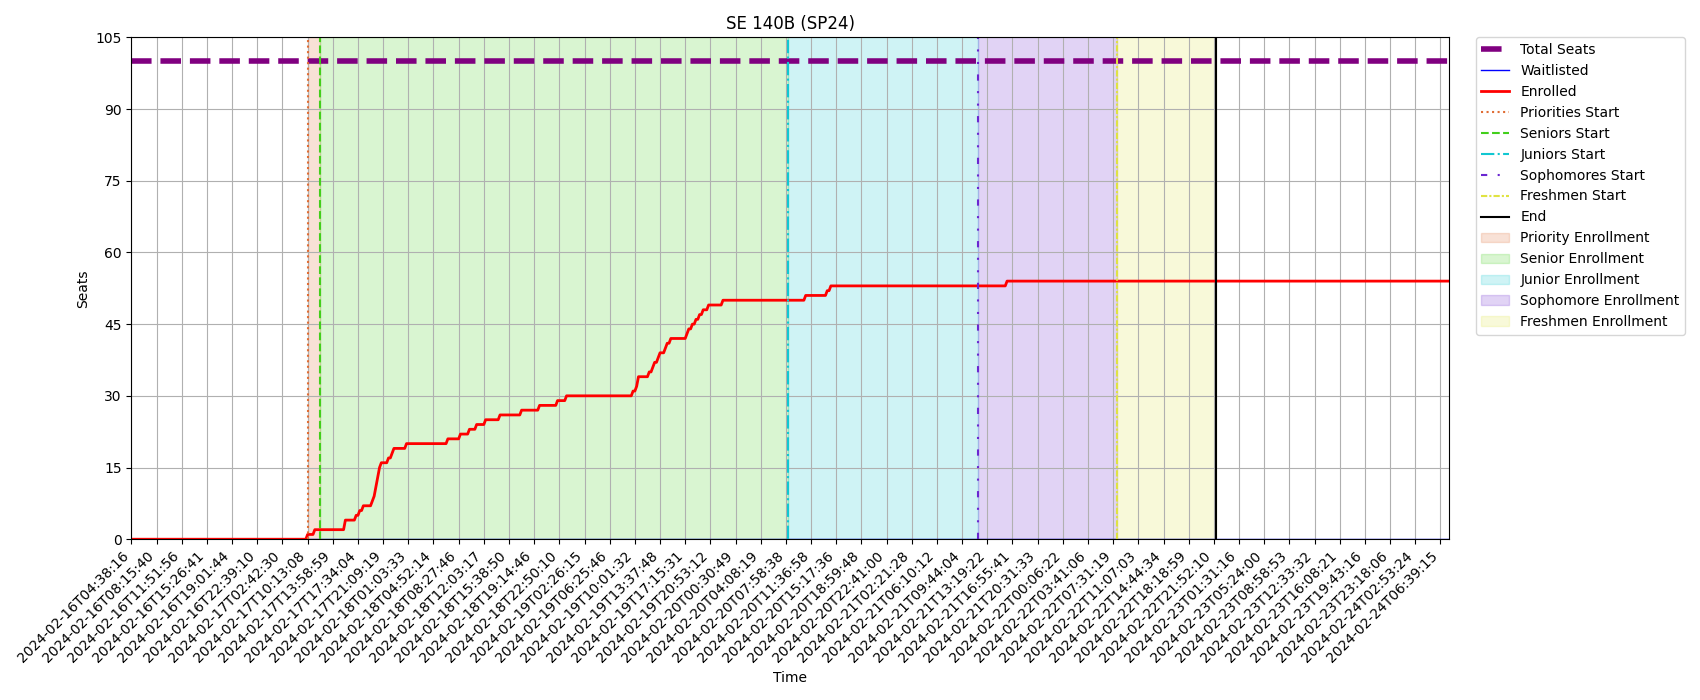 SE 140B (SP24)
105
90
75
60
45
30
15
0
Seats
2024-02-16T04:38:16
2024-02-16T08:15:40
2024-02-16T11:51:56
2024-02-16T15:26:41
2024-02-16T19:01:44
2024-02-16T22:39:10
2024-02-17T02:42:30
2024-02-17T10:13:08
2024-02-17T13:58:59
2024-02-17T17:34:04
2024-02-17T21:09:19
2024-02-18T01:03:33
2024-02-18T04:52:14
2024-02-18T08:27:46
2024-02-18T12:03:17
2024-02-18T15:38:50
2024-02-18T19:14:46
2024-02-18T22:50:10
2024-02-19T02:26:15
2024-02-19T06:25:46
2024-02-19T10:01:32
2024-02-19T13:37:48
2024-02-19T17:15:31
2024-02-19T20:53:12
2024-02-20T00:30:49
2024-02-20T04:08:19
2024-02-20T07:58:38
2024-02-20T11:36:58
2024-02-20T15:17:36
2024-02-20T18:59:48
2024-02-20T22:41:00
2024-02-21T02:21:28
2024-02-21T06:10:12
2024-02-21T09:44:04
2024-02-21T13:19:22
2024-02-21T16:55:41
2024-02-21T20:31:33
2024-02-22T00:06:22
2024-02-22T03:41:06
2024-02-22T07:31:19
2024-02-22T11:07:03
2024-02-22T14:44:34
2024-02-22T18:18:59
2024-02-22T21:52:10
2024-02-23T01:31:16
2024-02-23T05:24:00
2024-02-23T08:58:53
2024-02-23T12:33:32
2024-02-23T16:08:21
2024-02-23T19:43:16
2024-02-23T23:18:06
2024-02-24T02:53:24
2024-02-24T06:39:15
Time
Total Seats
Waitlisted
Enrolled
Priorities Start
Seniors Start
Juniors Start
Sophomores Start
Freshmen Start
End
Priority Enrollment
Senior Enrollment
Junior Enrollment
Sophomore Enrollment
Freshmen Enrollment